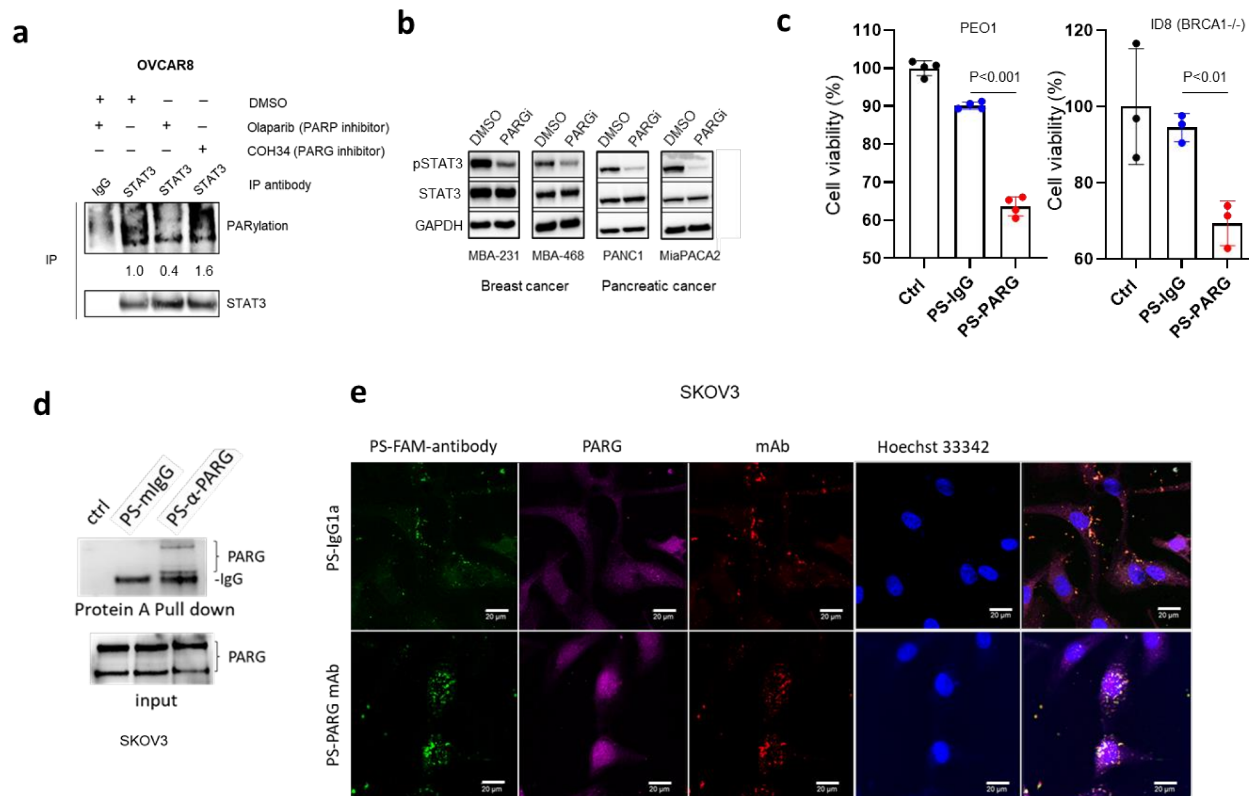 a
OVCAR8
+ + – – DMSO
+ – + – Olaparib (PARP inhibitor)
– – – + COH34 (PARG inhibitor)
IgG STAT3 STAT3 STAT3 IP antibody
PARylation
IP
1.0 0.4 1.6
STAT3
b
DMSO PARGi DMSO PARGi DMSO PARGi DMSO PARGi
pSTAT3
STAT3
GAPDH
MBA-231 MBA-468 PANC1 MiaPACA2
Breast cancer Pancreatic cancer
c
PEO1
P<0.001
Cell viability (%)
110
100
90
80
70
60
50
Ctrl PS-IgG PS-PARG
ID8 (BRCA1-/-)
P<0.01
Cell viability (%)
120
100
80
60
Ctrl PS-IgG PS-PARG
d
ctrl PS-mIgG PS-α-PARG
PARG
-IgG
Protein A Pull down
PARG
input
SKOV3
e
SKOV3
PS-FAM-antibody PARG mAb Hoechst 33342
PS-IgG1a
20 μm 20 μm 20 μm 20 μm 20 μm
PS-PARG mAb
20 μm 20 μm 20 μm 20 μm 20 μm